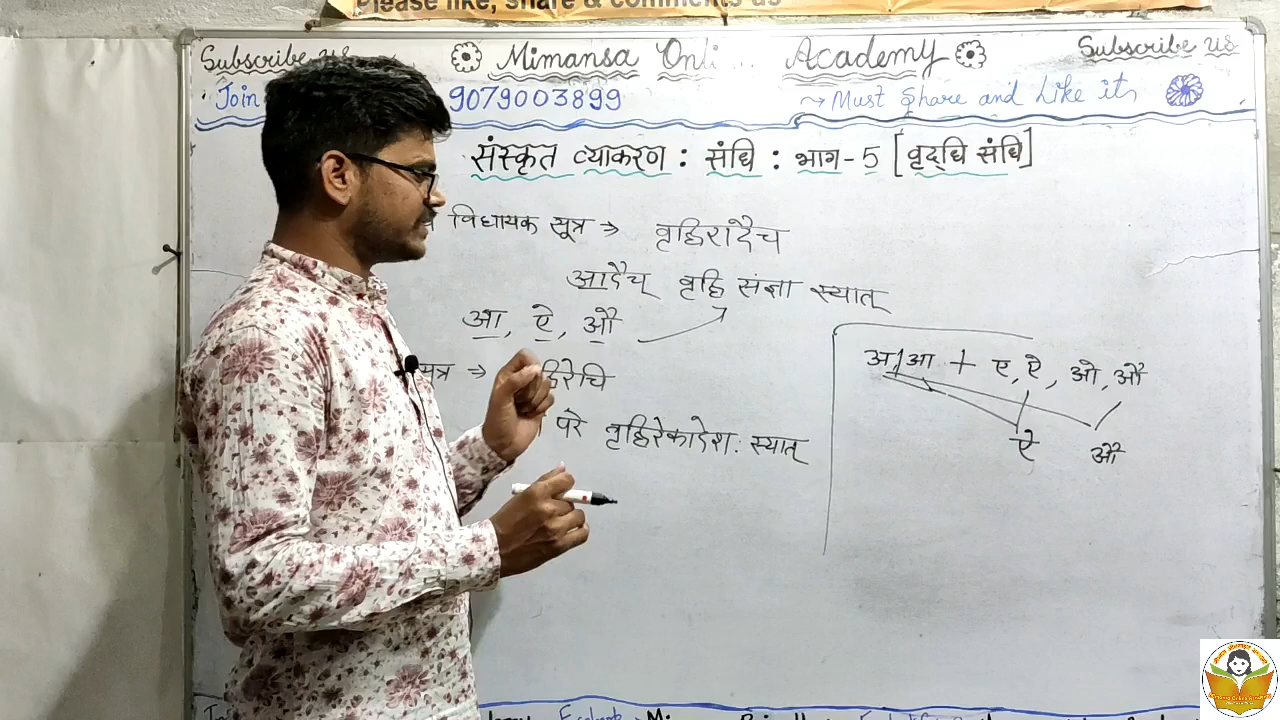 Please like, share & comments us
Subscribe us Mimansa Onli Academy Subscribe us
Join 9079003899 → Must Share and Like it
संस्कृत व्याकरण : संधि : भाग - 5 [वृद्धि संधि]
विधायक सूत्र → वृद्धिरादैच
आदैच् वृद्धि संज्ञा स्यात्
आ, ऐ, औ
अ/आ + ए, ऐ, ओ, औ
सूत्र → द्धिरेचि
परे वृद्धिरेकादेश: स्यात्
ऐ औ